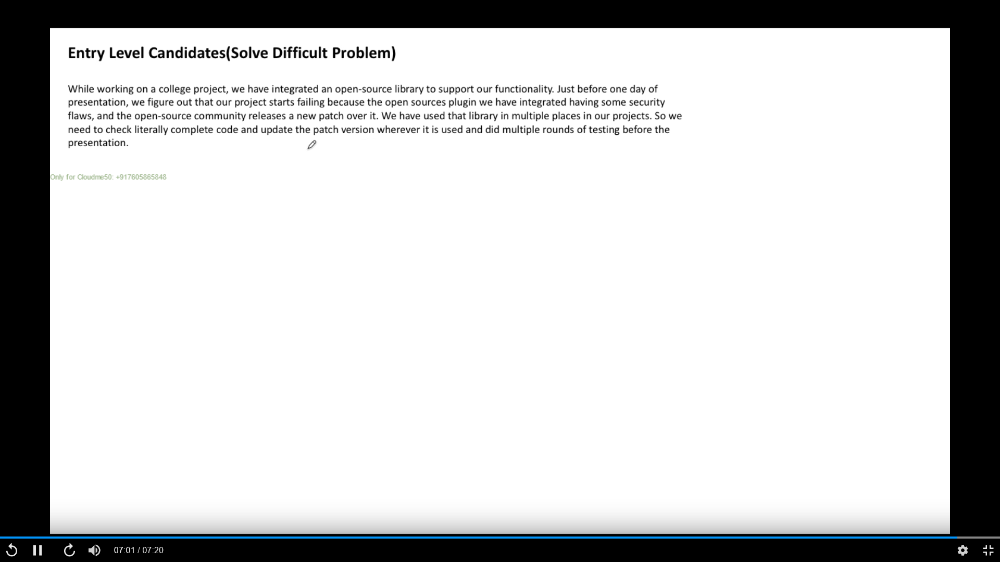 Entry Level Candidates(Solve Difficult Problem)
While working on a college project, we have integrated an open-source library to support our functionality. Just before one day of
presentation, we figure out that our project starts failing because the open sources plugin we have integrated having some security
flaws, and the open-source community releases a new patch over it. We have used that library in multiple places in our projects. So we
need to check literally complete code and update the patch version wherever it is used and did multiple rounds of testing before the
presentation.
Only for Cloudme50: +917605865848
07:01 / 07:20